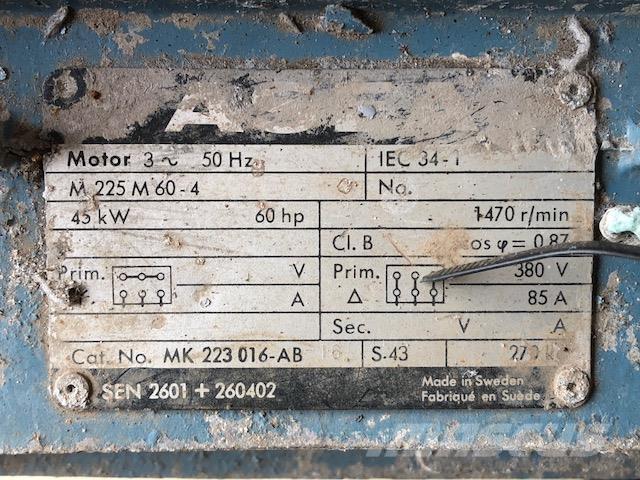 Motor 3 ~ 50 Hz IEC 34-1
M 225 M 60-4 No.
45 kW 60 hp 1470 r/min
Cl. B cos φ = 0.87
Prim. V Prim. 380 V
A Δ 85 A
Sec. V A
Cat. No. MK 223 016-AB S-43
SEN 2601 + 260402
Made in Sweden
Fabriqué en Suède